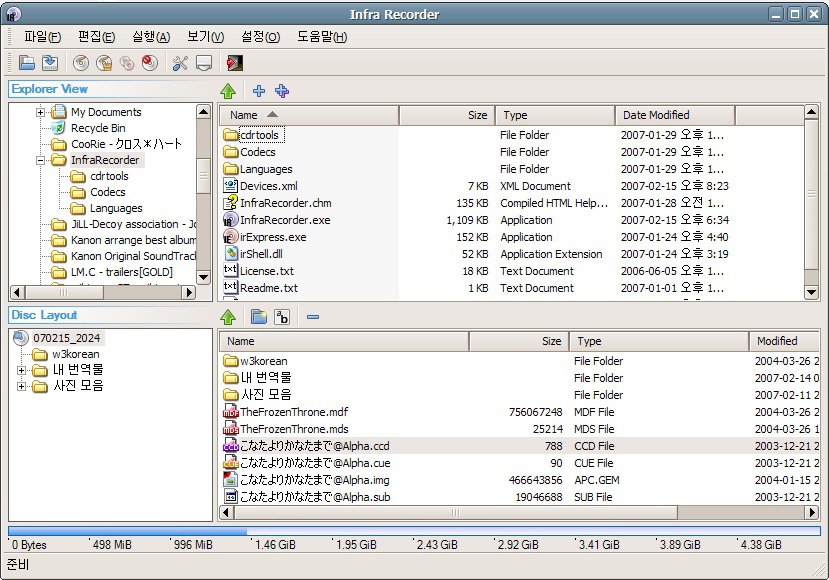 Infra Recorder
파일(F) 편집(E) 실행(A) 보기(V) 설정(O) 도움말(H)
Explorer View
My Documents
Recycle Bin
CooRie - クロス＊ハート
InfraRecorder
cdrtools
Codecs
Languages
JiLL-Decoy association - Jo
Kanon arrange best album
Kanon Original SoundTrack
LM.C - trailers[GOLD]
Name Size Type Date Modified
cdrtools File Folder 2007-01-29 오후 1...
Codecs File Folder 2007-01-29 오후 1...
Languages File Folder 2007-01-29 오후 1...
Devices.xml 7 KB XML Document 2007-02-15 오후 8:23
InfraRecorder.chm 135 KB Compiled HTML Help... 2007-01-28 오전 1...
InfraRecorder.exe 1,109 KB Application 2007-02-15 오후 6:34
irExpress.exe 152 KB Application 2007-01-24 오후 4:40
irShell.dll 52 KB Application Extension 2007-01-24 오후 3:19
License.txt 18 KB Text Document 2006-06-05 오후 1...
Readme.txt 1 KB Text Document 2007-01-01 오후 1...
Disc Layout
070215_2024
w3korean
내 번역물
사진 모음
Name Size Type Modified
w3korean File Folder 2004-03-26 2
내 번역물 File Folder 2007-02-14 0
사진 모음 File Folder 2007-02-11 2
TheFrozenThrone.mdf 756067248 MDF File 2004-03-26 2
TheFrozenThrone.mds 25214 MDS File 2004-03-26 1
こなたよりかなたまで@Alpha.ccd 788 CCD File 2003-12-21 2
こなたよりかなたまで@Alpha.cue 90 CUE File 2003-12-21 2
こなたよりかなたまで@Alpha.img 466643856 APC.GEM 2004-01-15 2
こなたよりかなたまで@Alpha.sub 19046688 SUB File 2003-12-21 2
0 Bytes 498 MiB 996 MiB 1.46 GiB 1.95 GiB 2.43 GiB 2.92 GiB 3.41 GiB 3.89 GiB 4.38 GiB
준비